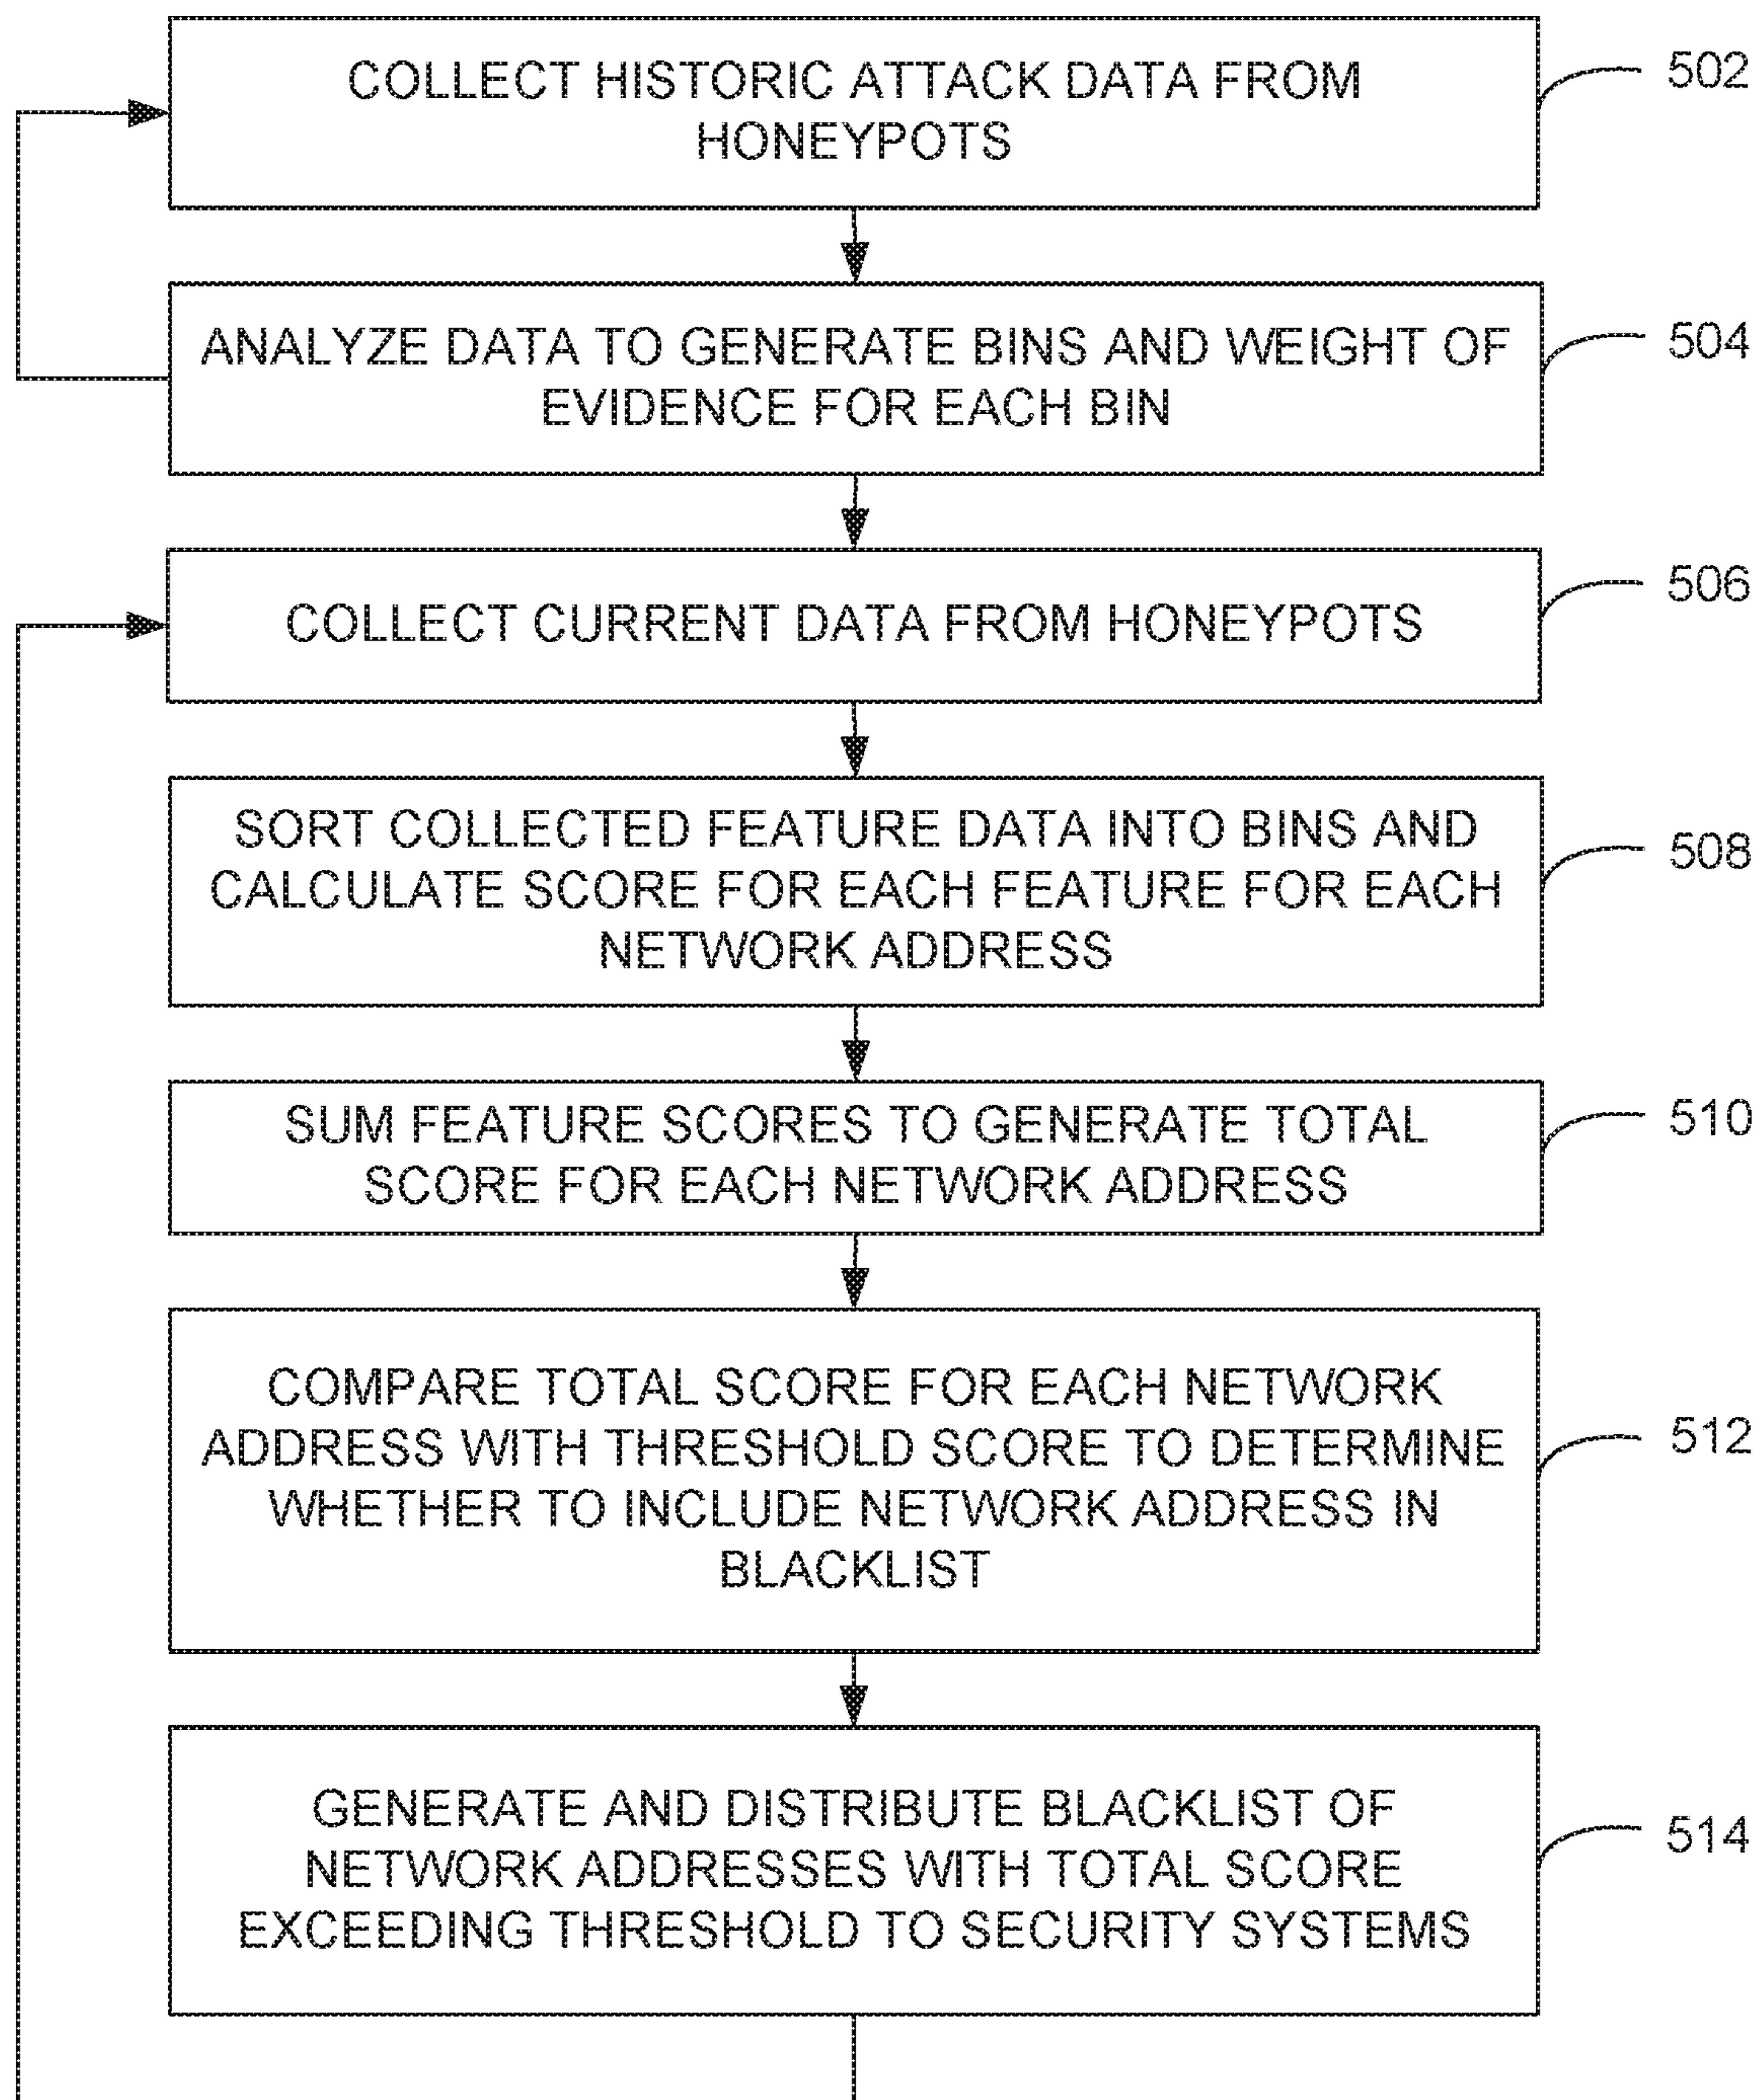 COLLECT HISTORIC ATTACK DATA FROM
HONEYPOTS
502
ANALYZE DATA TO GENERATE BINS AND WEIGHT OF
EVIDENCE FOR EACH BIN
504
COLLECT CURRENT DATA FROM HONEYPOTS
506
SORT COLLECTED FEATURE DATA INTO BINS AND
CALCULATE SCORE FOR EACH FEATURE FOR EACH
NETWORK ADDRESS
508
SUM FEATURE SCORES TO GENERATE TOTAL
SCORE FOR EACH NETWORK ADDRESS
510
COMPARE TOTAL SCORE FOR EACH NETWORK
ADDRESS WITH THRESHOLD SCORE TO DETERMINE
WHETHER TO INCLUDE NETWORK ADDRESS IN
BLACKLIST
512
GENERATE AND DISTRIBUTE BLACKLIST OF
NETWORK ADDRESSES WITH TOTAL SCORE
EXCEEDING THRESHOLD TO SECURITY SYSTEMS
514